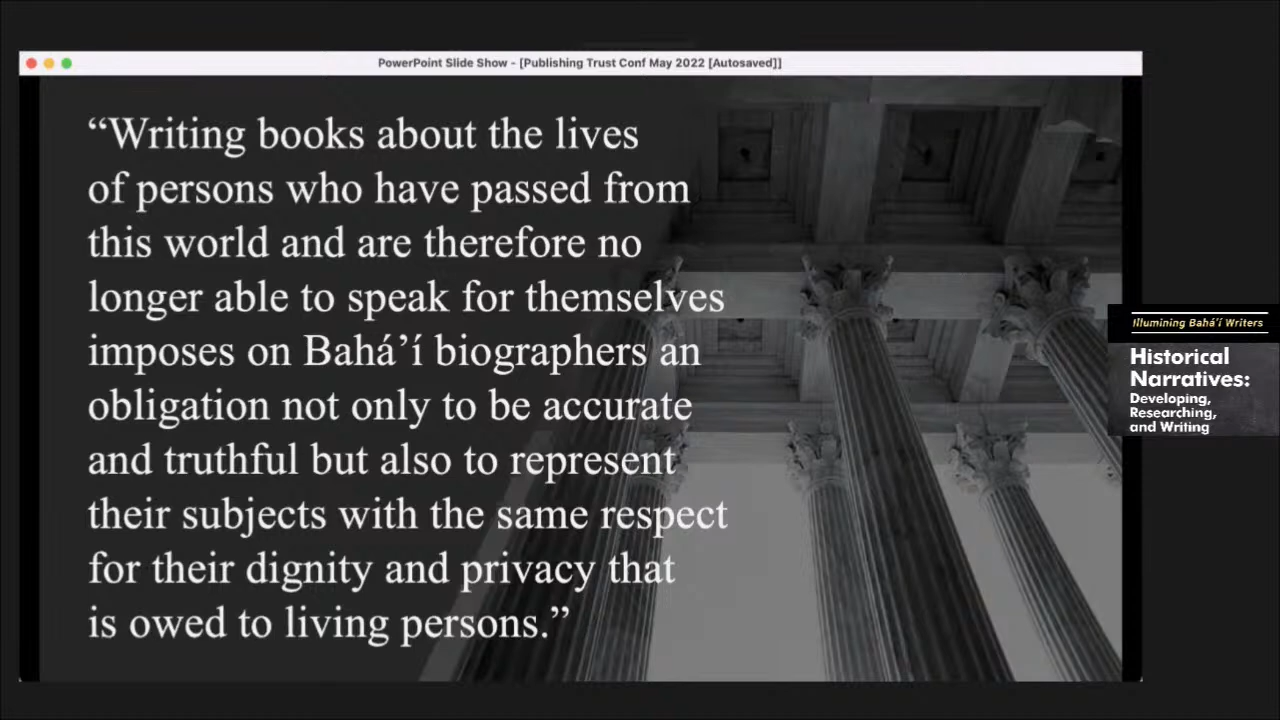 PowerPoint Slide Show - [Publishing Trust Conf May 2022 [Autosaved]]
“Writing books about the lives
of persons who have passed from
this world and are therefore no
longer able to speak for themselves
imposes on Bahá’í biographers an
obligation not only to be accurate
and truthful but also to represent
their subjects with the same respect
for their dignity and privacy that
is owed to living persons.”
Illumining Bahá’í Writers
Historical
Narratives:
Developing,
Researching,
and Writing